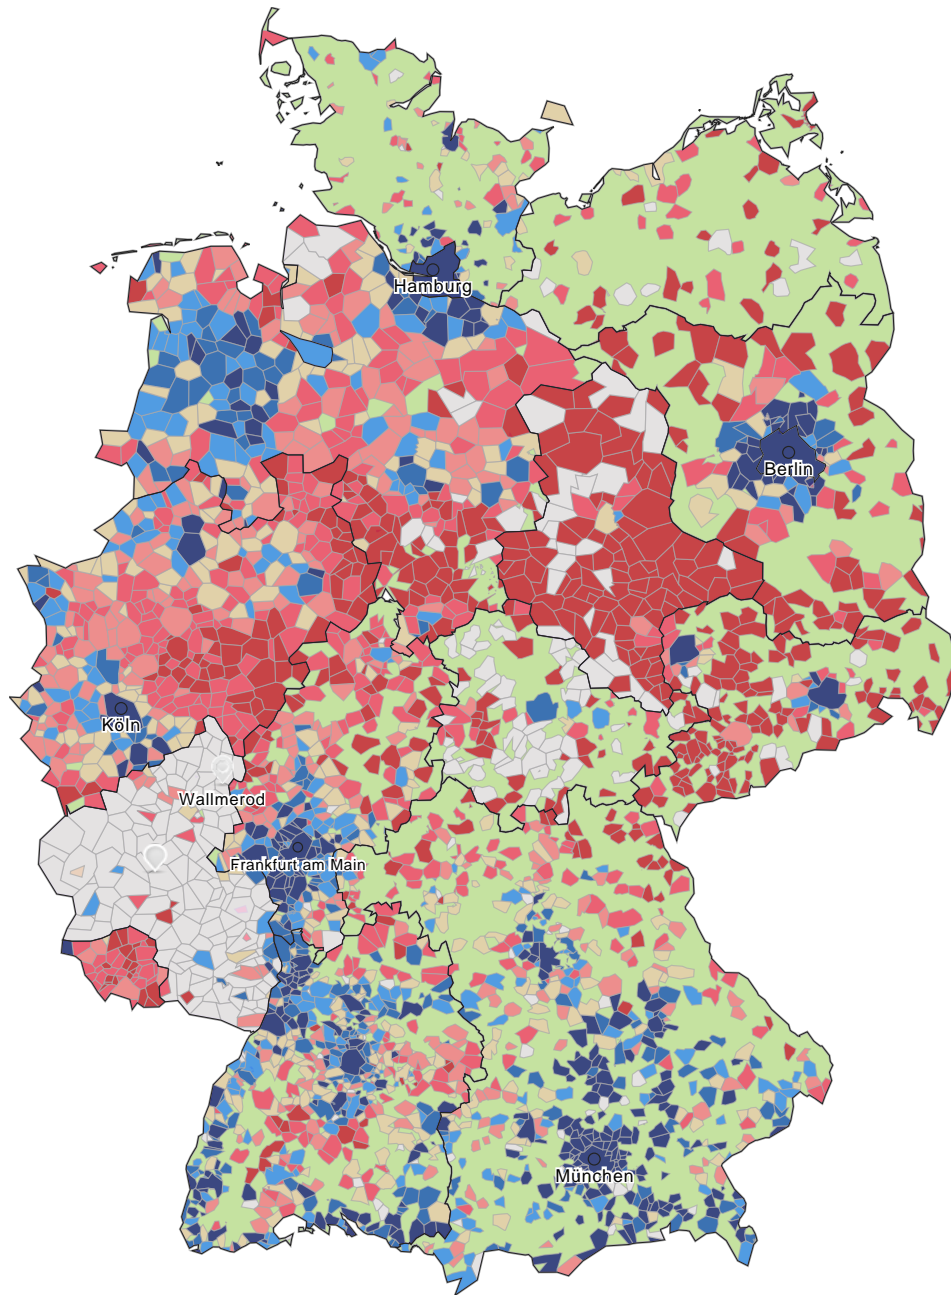 Hamburg
Berlin
Köln
Wallmerod
Frankfurt am Main
München